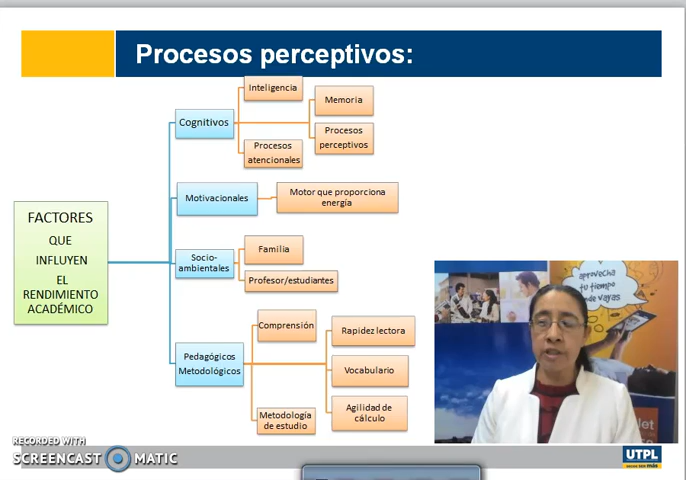 Procesos perceptivos:
FACTORES
QUE
INFLUYEN
EL
RENDIMIENTO
ACADÉMICO
Cognitivos
Inteligencia
Memoria
Procesos
perceptivos
Procesos
atencionales
Motivacionales
Motor que proporciona
energía
Socio-
ambientales
Familia
Profesor/estudiantes
Pedagógicos
Metodológicos
Comprensión
Rapidez lectora
Vocabulario
Agilidad de
cálculo
Metodología
de estudio
aprovecha
tu tiempo
de vayas
RECORDED WITH
SCREENCAST MATIC
UTPL